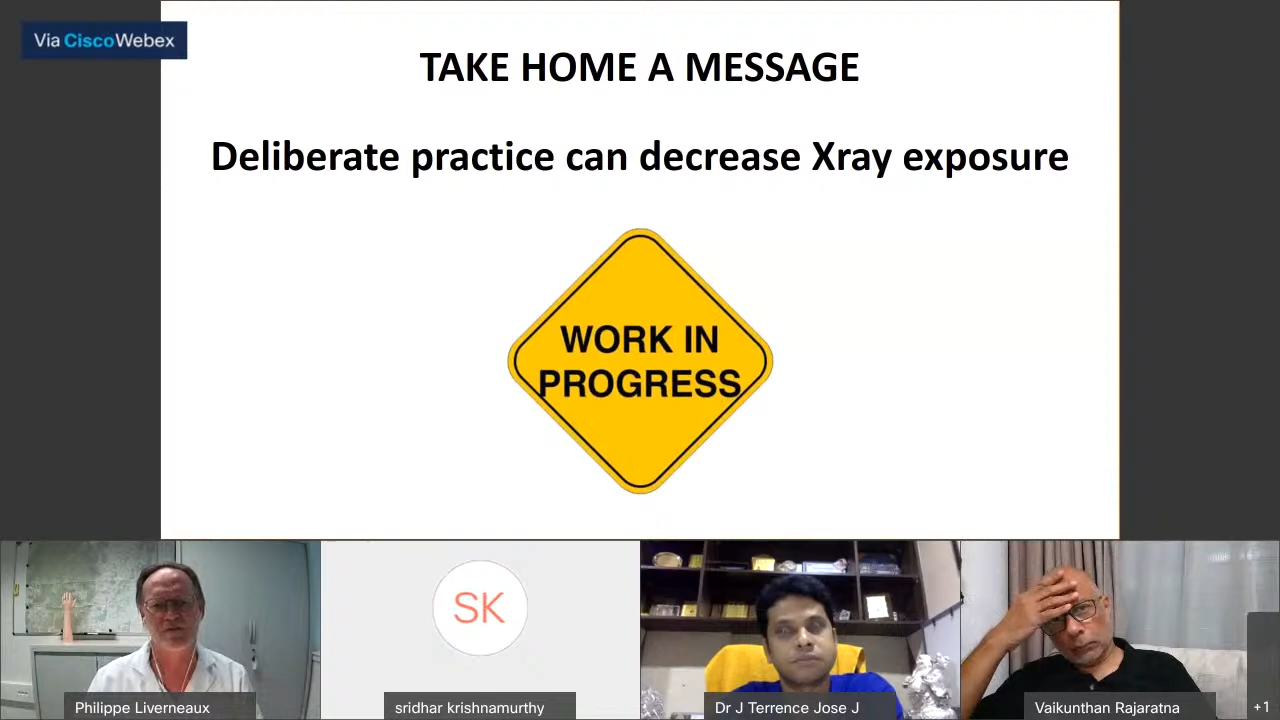 Via CiscoWebex
TAKE HOME A MESSAGE
Deliberate practice can decrease Xray exposure
WORK IN
PROGRESS
SK
Philippe Liverneaux
sridhar krishnamurthy
Dr J Terrence Jose J
Vaikunthan Rajaratna
+1